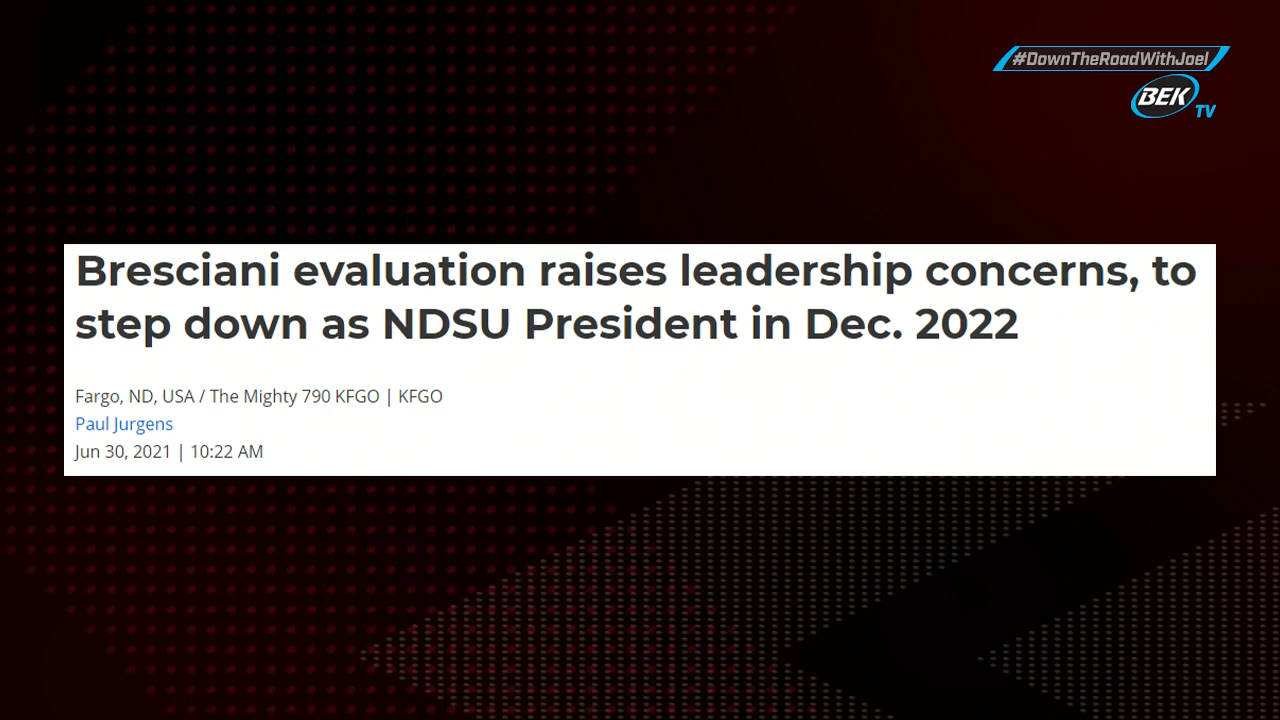 #DownTheRoadWithJoel
BEK TV
Bresciani evaluation raises leadership concerns, to
step down as NDSU President in Dec. 2022
Fargo, ND, USA / The Mighty 790 KFGO | KFGO
Paul Jurgens
Jun 30, 2021 | 10:22 AM